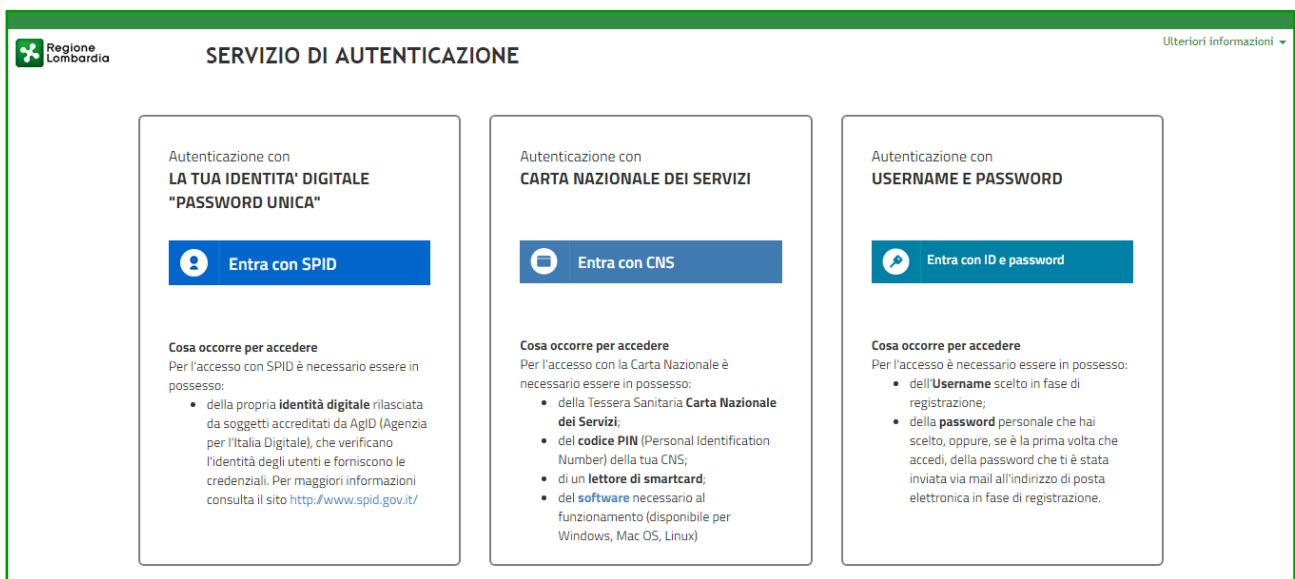 Regione
Lombardia
SERVIZIO DI AUTENTICAZIONE
Ulteriori informazioni
Autenticazione con
LA TUA IDENTITA' DIGITALE
"PASSWORD UNICA"
Entra con SPID
Cosa occorre per accedere
Per l'accesso con SPID è necessario essere in
possesso:
• della propria identità digitale rilasciata
da soggetti accreditati da AgID (Agenzia
per l'Italia Digitale), che verificano
l'identità degli utenti e forniscono le
credenziali. Per maggiori informazioni
consulta il sito http://www.spid.gov.it/
Autenticazione con
CARTA NAZIONALE DEI SERVIZI
Entra con CNS
Cosa occorre per accedere
Per l'accesso con la Carta Nazionale è
necessario essere in possesso:
• della Tessera Sanitaria Carta Nazionale
dei Servizi;
• del codice PIN (Personal Identification
Number) della tua CNS;
• di un lettore di smartcard;
• del software necessario al
funzionamento (disponibile per
Windows, Mac OS, Linux)
Autenticazione con
USERNAME E PASSWORD
Entra con ID e password
Cosa occorre per accedere
Per l'accesso è necessario essere in possesso:
• dell'Username scelto in fase di
registrazione;
• della password personale che hai
scelto, oppure, se è la prima volta che
accedi, della password che ti è stata
inviata via mail all'indirizzo di posta
elettronica in fase di registrazione.